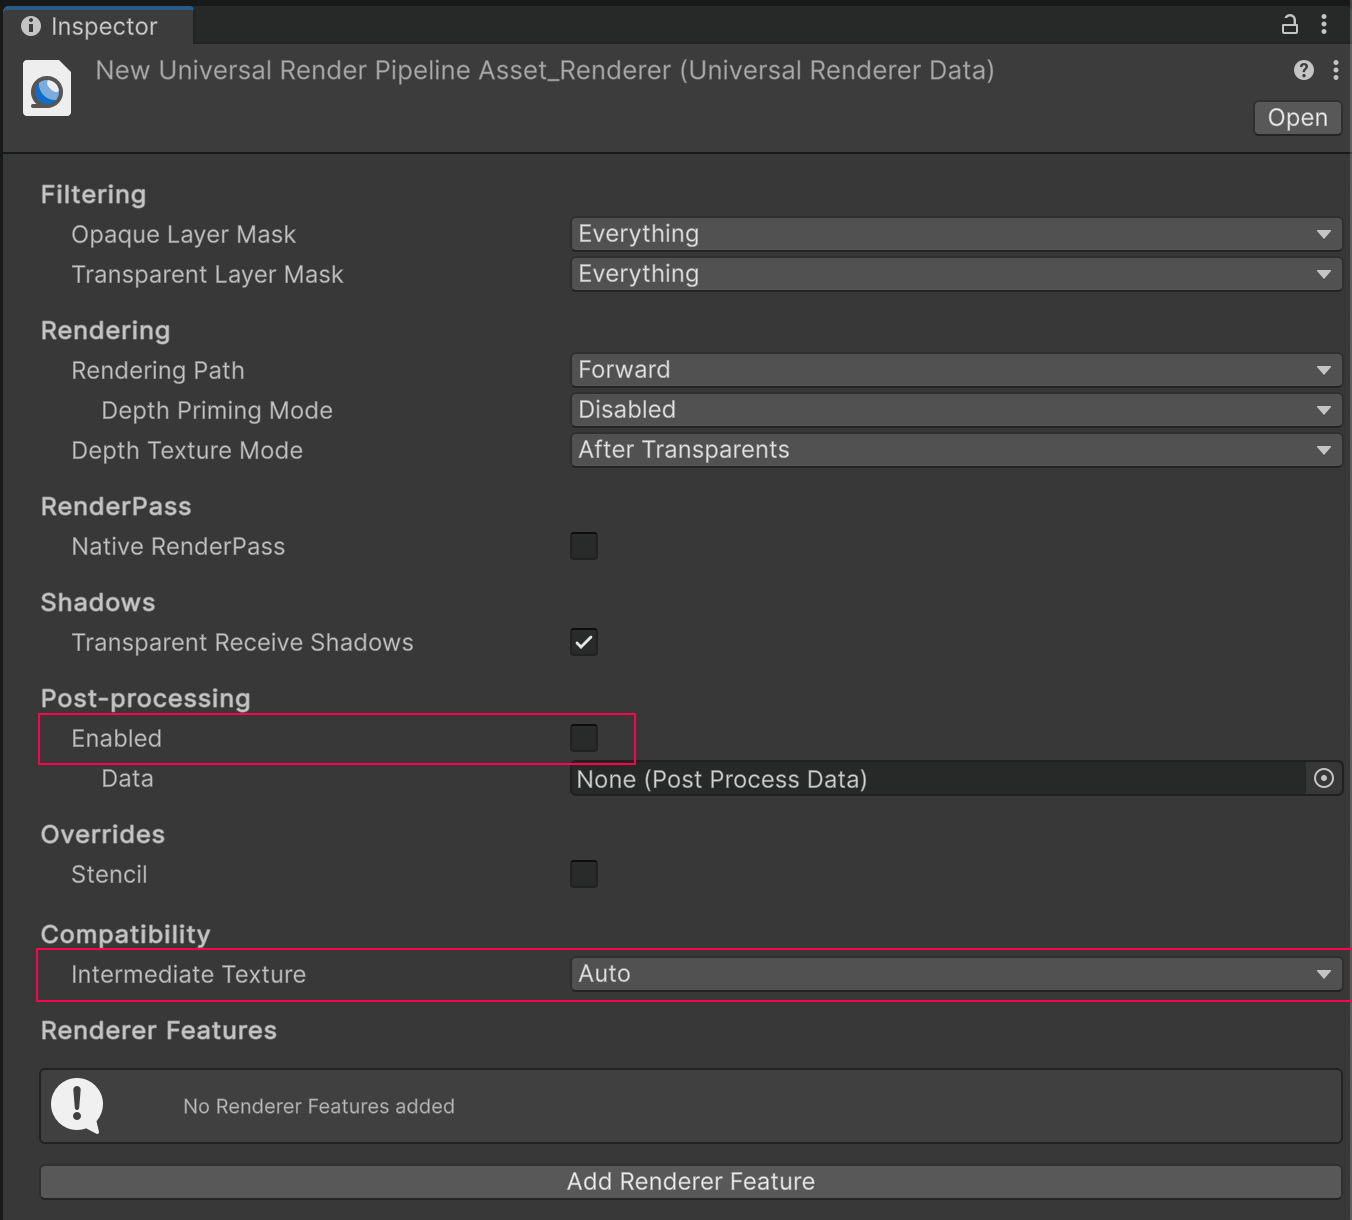 Inspector
New Universal Render Pipeline Asset_Renderer (Universal Renderer Data)
Open
Filtering
Opaque Layer Mask Everything
Transparent Layer Mask Everything
Rendering
Rendering Path Forward
Depth Priming Mode Disabled
Depth Texture Mode After Transparents
RenderPass
Native RenderPass
Shadows
Transparent Receive Shadows
Post-processing
Enabled
Data None (Post Process Data)
Overrides
Stencil
Compatibility
Intermediate Texture Auto
Renderer Features
No Renderer Features added
Add Renderer Feature